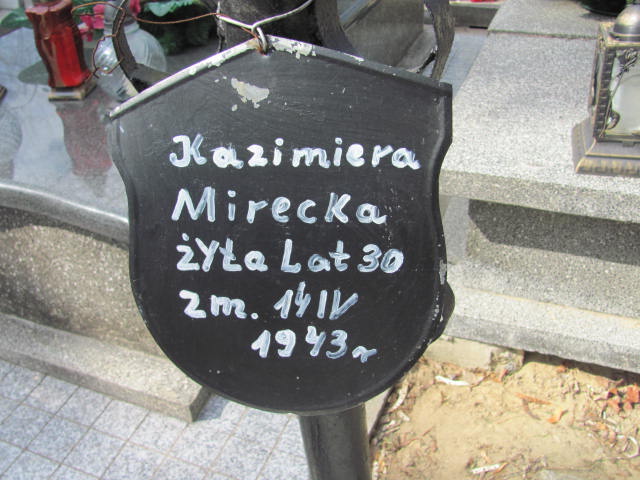 Kazimiera
Mirecka
żyła Lat 30
zm. 14 IV
1943 r